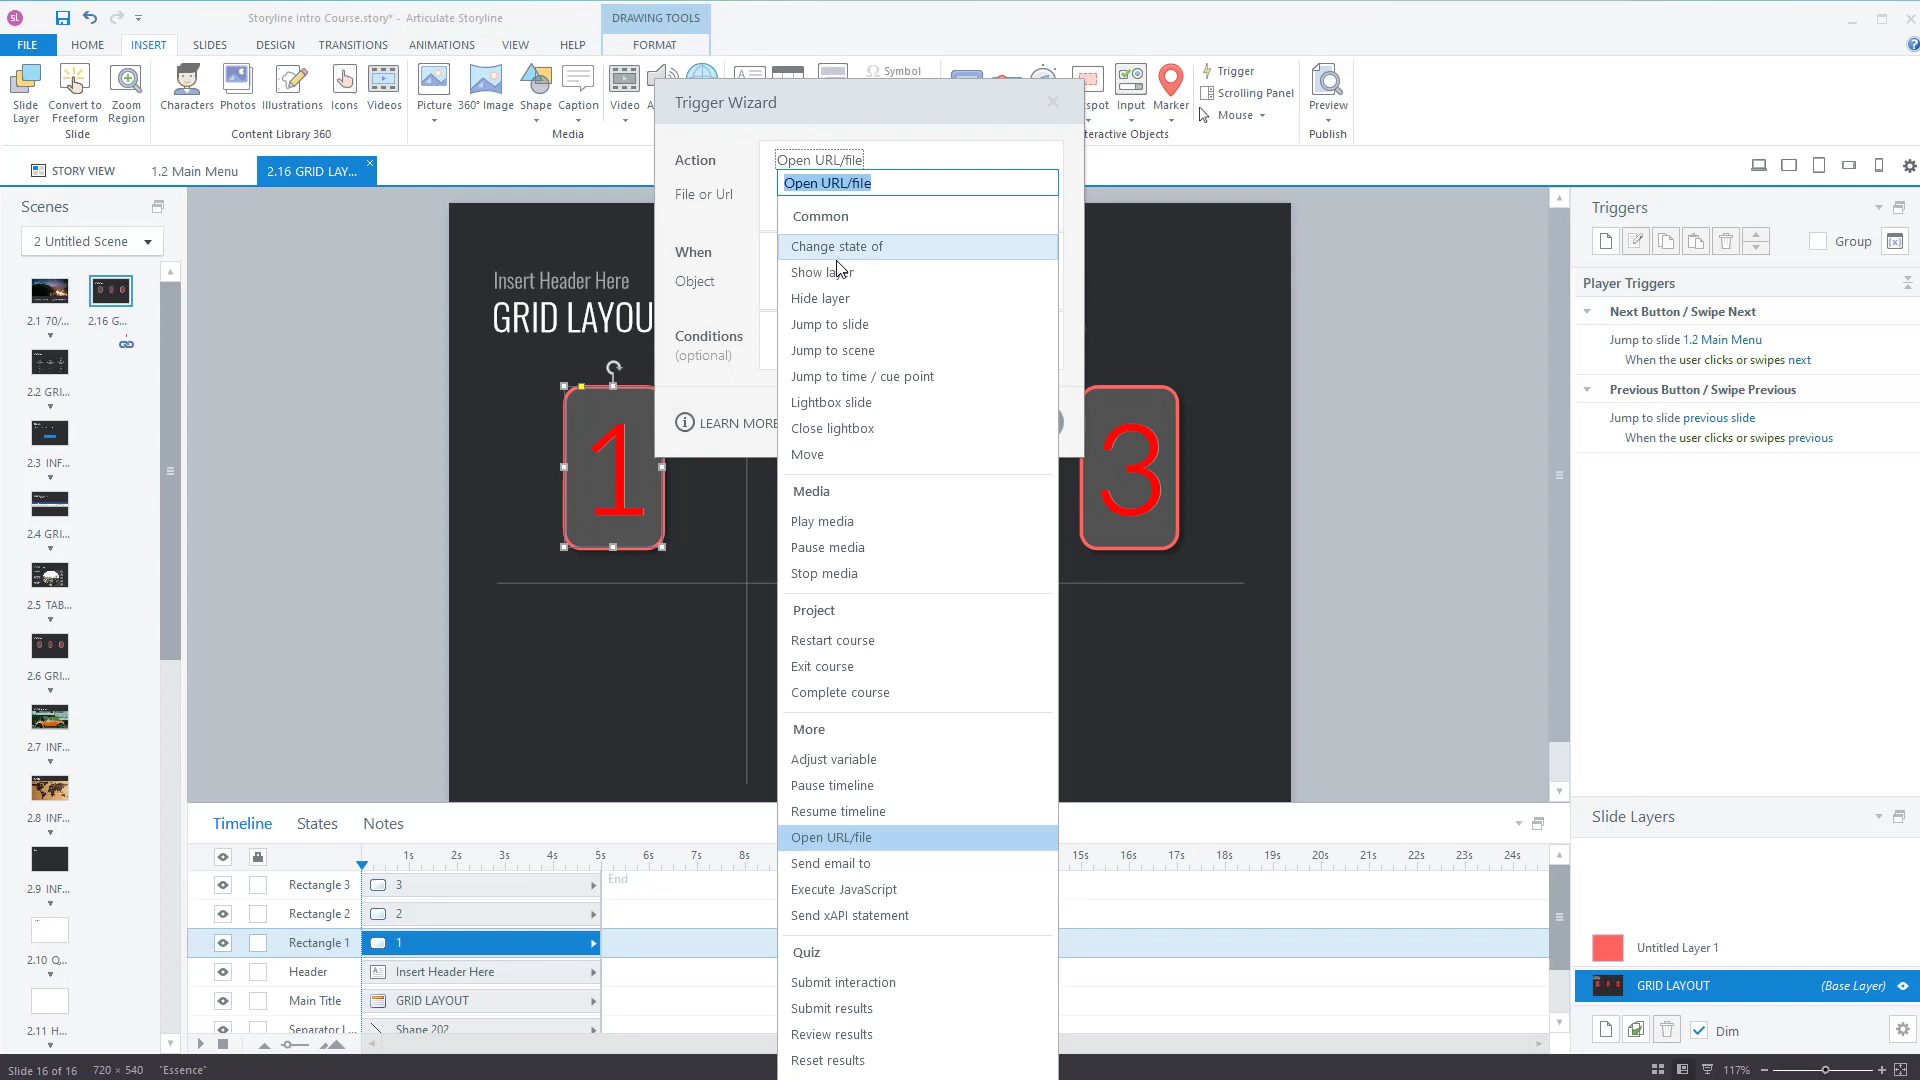 Storyline Intro Course.story* - Articulate Storyline
DRAWING TOOLS
FILE
HOME
INSERT
SLIDES
DESIGN
TRANSITIONS
ANIMATIONS
VIEW
HELP
FORMAT
Slide Layer
Convert to Freeform
Zoom Region
Slide
Characters
Photos
Illustrations
Icons
Videos
Content Library 360
Picture
360° Image
Shape
Caption
Video
Media
Symbol
Input
Marker
Trigger
Scrolling Panel
Mouse
Preview
Publish
STORY VIEW
1.2 Main Menu
2.16 GRID LAY...
Scenes
2 Untitled Scene
2.1 70/...
2.16 G...
2.2 GRI...
2.3 INF...
2.4 GRI...
2.5 TAB...
2.6 GRI...
2.7 INF...
2.8 INF...
2.9 INF...
2.10 Q...
2.11 H...
Insert Header Here
GRID LAYOU
1
3
Trigger Wizard
Action
Open URL/file
File or Url
When
Object
Conditions
(optional)
LEARN MORE
Open URL/file
Common
Change state of
Show layer
Hide layer
Jump to slide
Jump to scene
Jump to time / cue point
Lightbox slide
Close lightbox
Move
Media
Play media
Pause media
Stop media
Project
Restart course
Exit course
Complete course
More
Adjust variable
Pause timeline
Resume timeline
Open URL/file
Send email to
Execute JavaScript
Send xAPI statement
Quiz
Submit interaction
Submit results
Review results
Reset results
Triggers
Group
Player Triggers
Next Button / Swipe Next
Jump to slide 1.2 Main Menu
When the user clicks or swipes next
Previous Button / Swipe Previous
Jump to slide previous slide
When the user clicks or swipes previous
Timeline
States
Notes
1s 2s 3s 4s 5s 6s 7s 8s 15s 16s 17s 18s 19s 20s 21s 22s 23s 24s
Rectangle 3
3
End
Rectangle 2
2
Rectangle 1
1
Header
Insert Header Here
Main Title
GRID LAYOUT
Separator L...
Shape 202
Slide Layers
Untitled Layer 1
GRID LAYOUT
(Base Layer)
Dim
Slide 16 of 16
720 × 540
"Essence"
117%